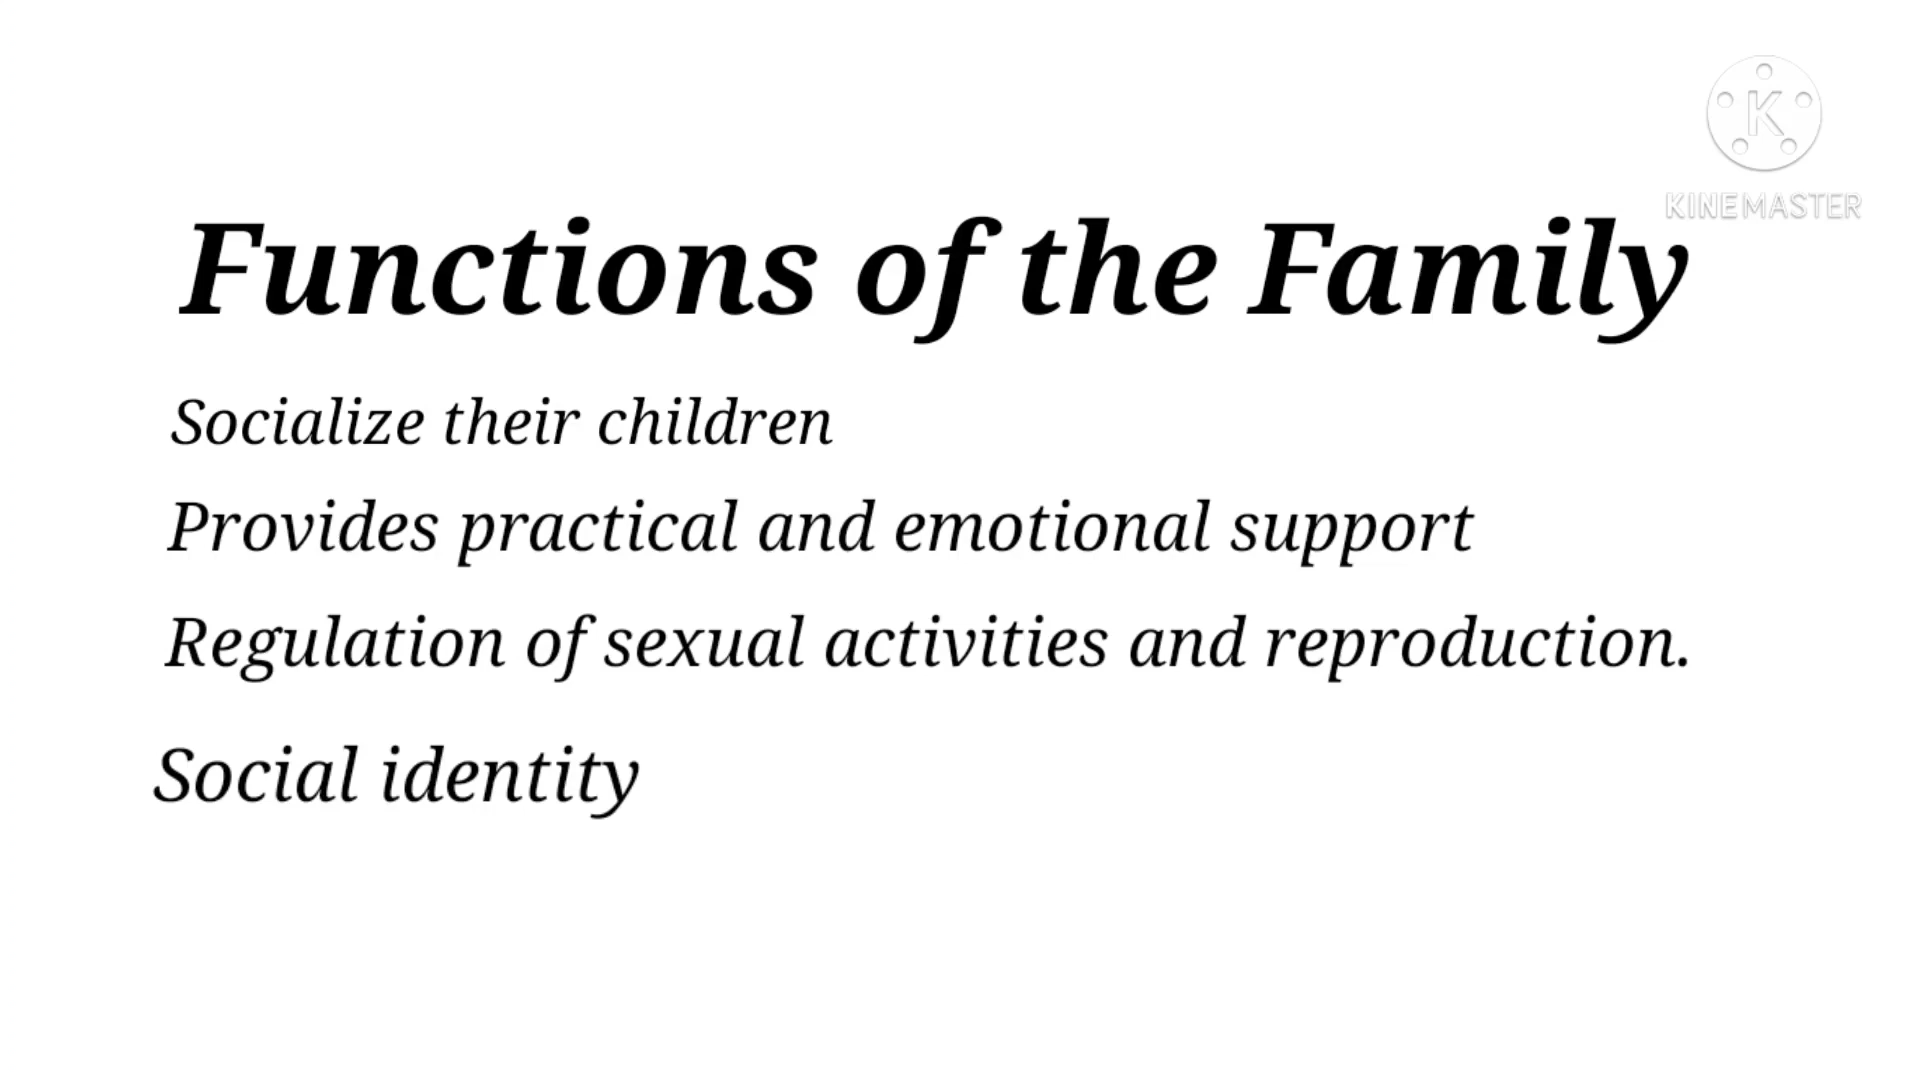 K
KINEMASTER
Functions of the Family
Socialize their children
Provides practical and emotional support
Regulation of sexual activities and reproduction.
Social identity